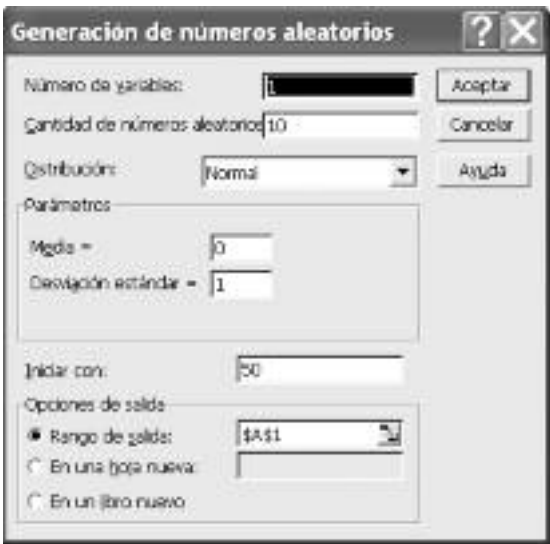 Generación de números aleatorios
Número de variables: 1 Aceptar
Cantidad de números aleatorios 10 Cancelar
Distribución: Normal Ayuda
Parámetros
Media = 0
Desviación estándar = 1
Iniciar con: 50
Opciones de salida
Rango de salida: $A$1
En una hoja nueva:
En un libro nuevo